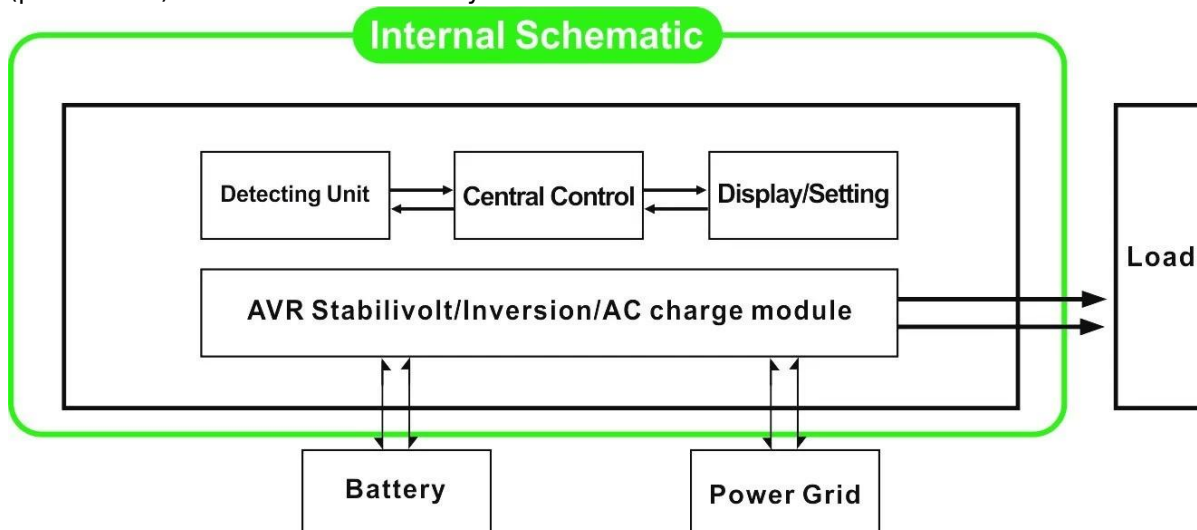 Internal Schematic
Detecting Unit
Central Control
Display/Setting
Load
AVR Stabilivolt/Inversion/AC charge module
Battery
Power Grid